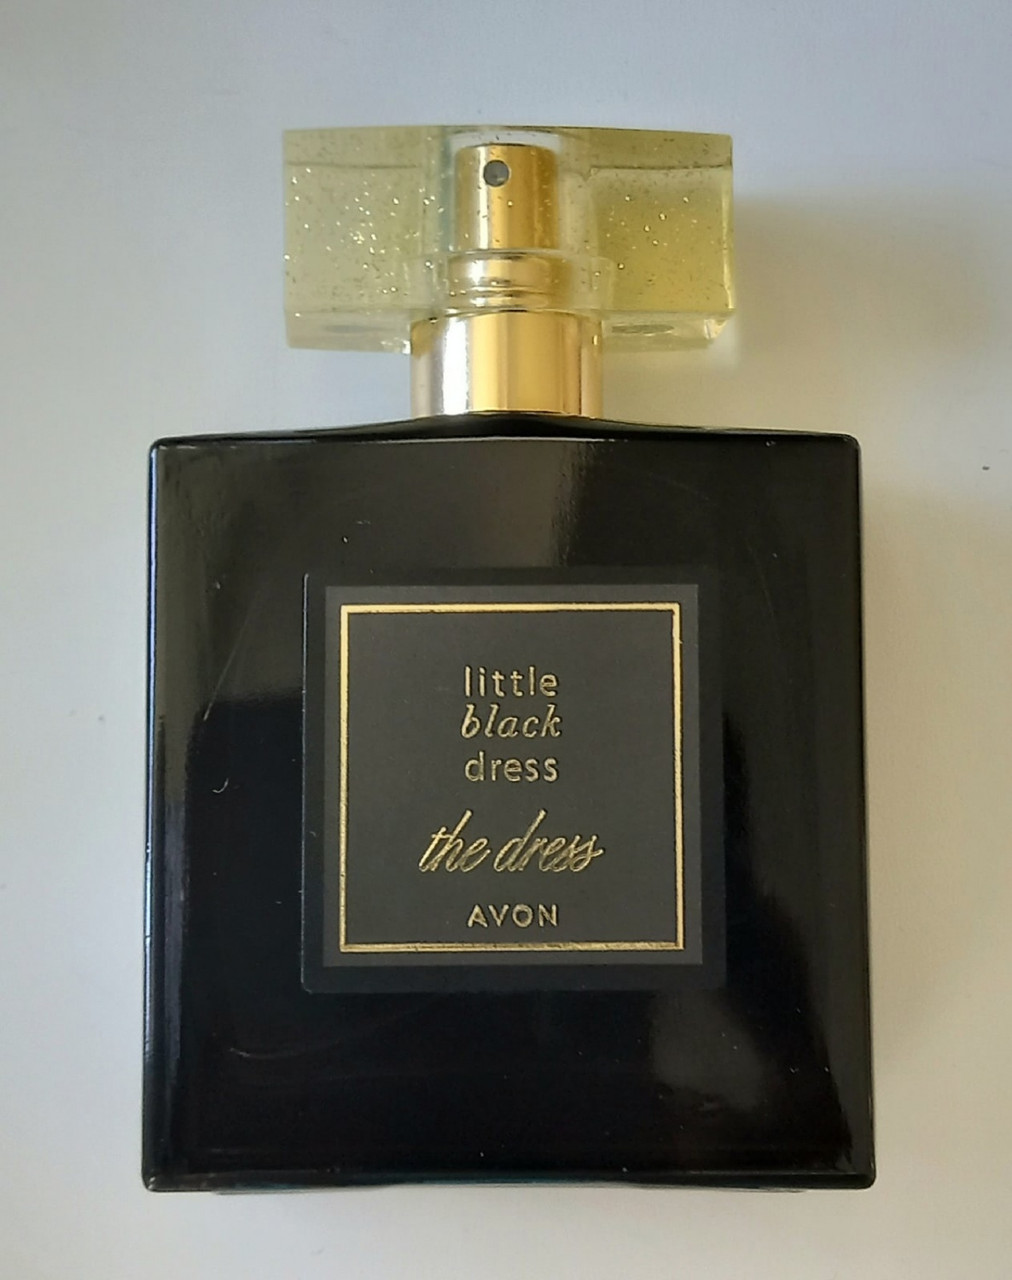 little
black
dress
the dress
AVON